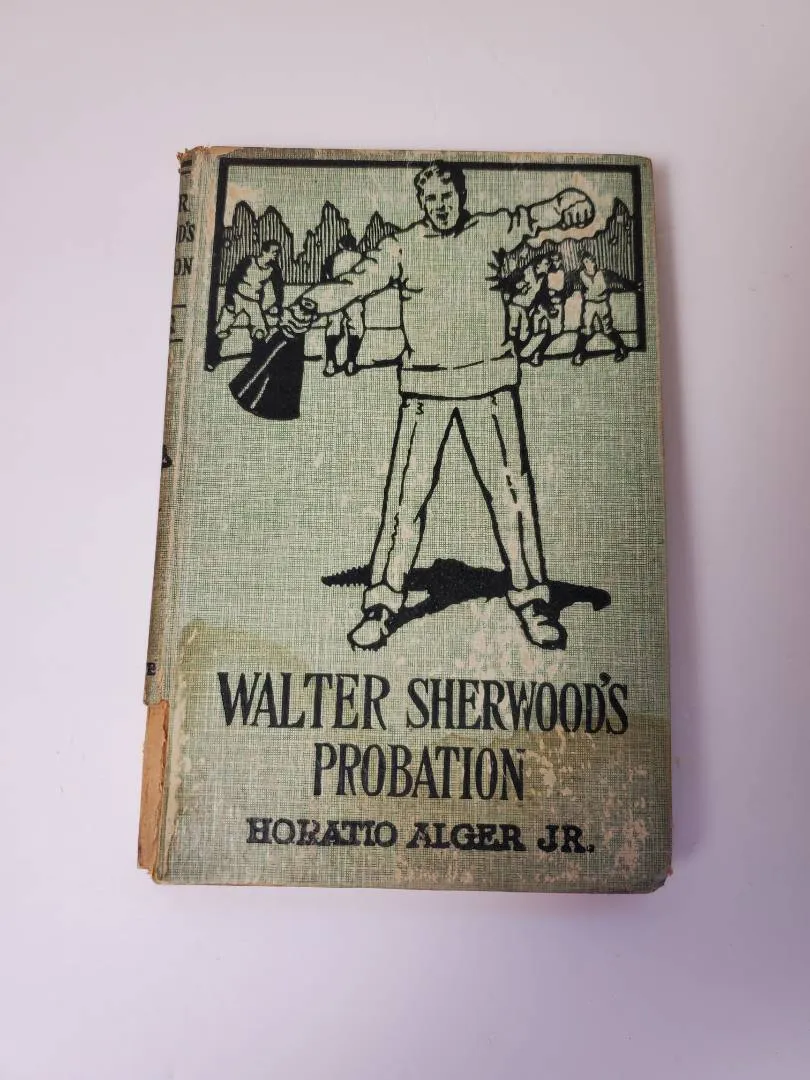 WALTER SHERWOOD'S
PROBATION
HORATIO ALGER JR.